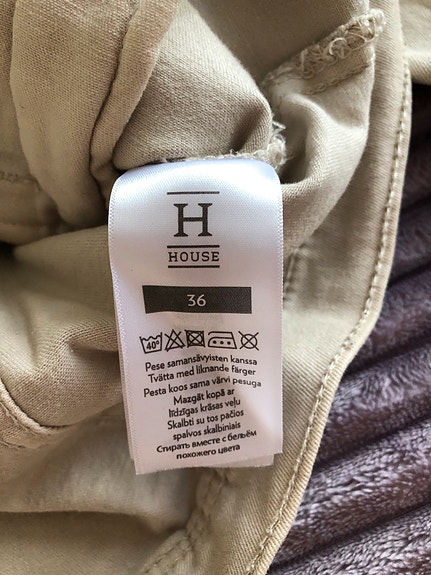 H
HOUSE
36
40°
Pese samansävyisten kanssa
Tvätta med liknande färger
Pesta koos sama värvi pesuga
Mazgāt kopā ar
līdzīgas krāsas veļu
Skalbti su tos pačios
spalvos skalbiniais
Стирать вместе с бельём
похожего цвета